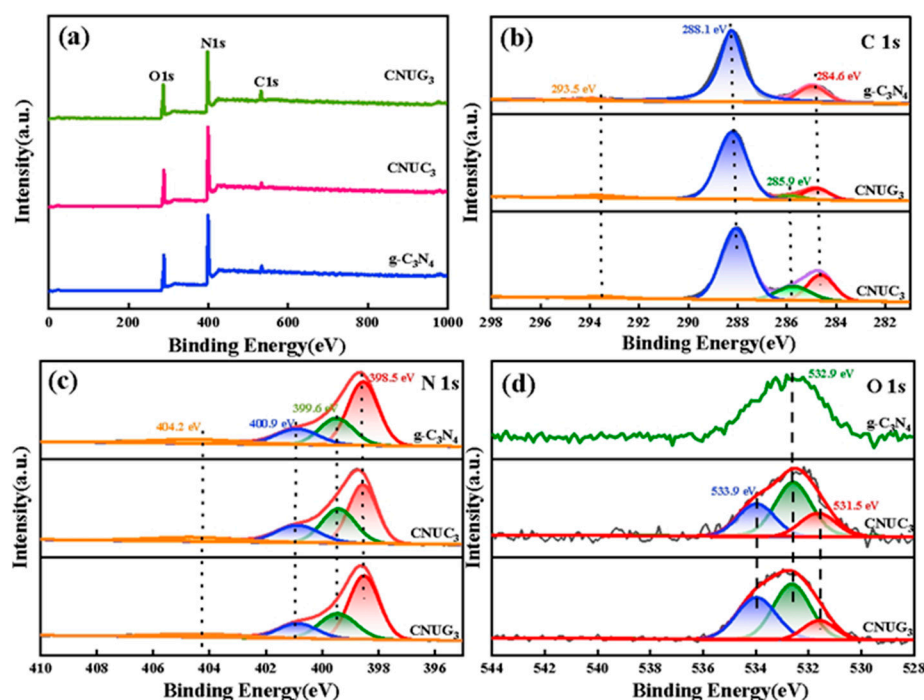 (a)
N1s
O1s
C1s
CNUG3
CNUC3
g-C3N4
Intensity(a.u.)
0 200 400 600 800 1000
Binding Energy(eV)
(b)
C 1s
288.1 eV
293.5 eV
284.6 eV
g-C3N4
285.9 eV
CNUG3
CNUC3
Intensity(a.u.)
298 296 294 292 290 288 286 284 282
Binding Energy(eV)
(c)
N 1s
398.5 eV
399.6 eV
400.9 eV
404.2 eV
g-C3N4
CNUC3
CNUG3
Intensity(a.u.)
410 408 406 404 402 400 398 396
Binding Energy(eV)
(d)
O 1s
532.9 eV
g-C3N4
533.9 eV
531.5 eV
CNUC3
CNUG3
Intensity(a.u.)
544 542 540 538 536 534 532 530 528
Binding Energy(eV)